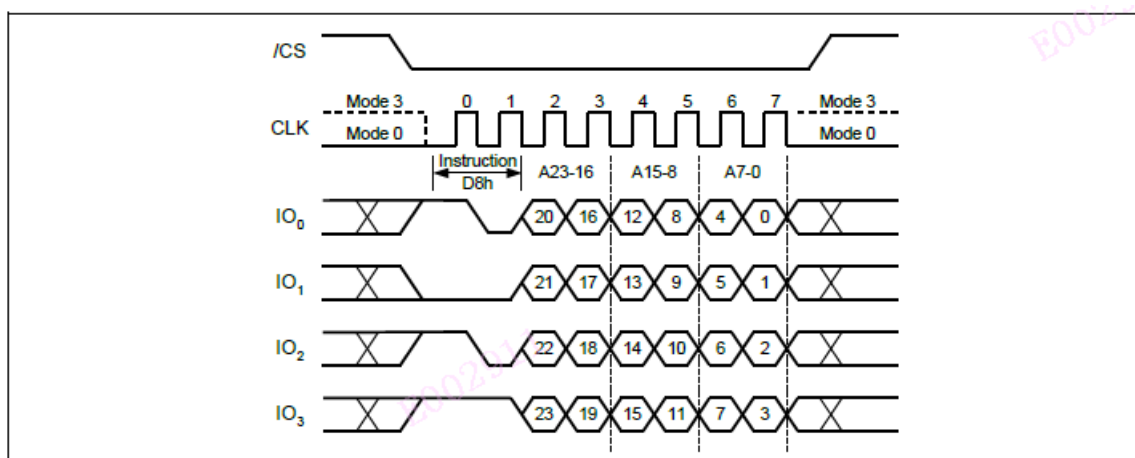 /CS
Mode 3 0 1 2 3 4 5 6 7 Mode 3
CLK
Mode 0 Mode 0
Instruction A23-16 A15-8 A7-0
D8h
IO0 20 16 12 8 4 0
IO1 21 17 13 9 5 1
IO2 22 18 14 10 6 2
IO3 23 19 15 11 7 3